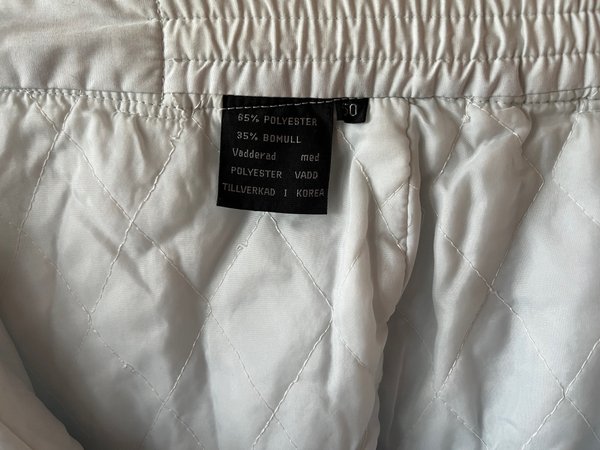 65% POLYESTER
35% BOMULL
Vadderad med
POLYESTER VADD
TILLVERKAD I KOREA